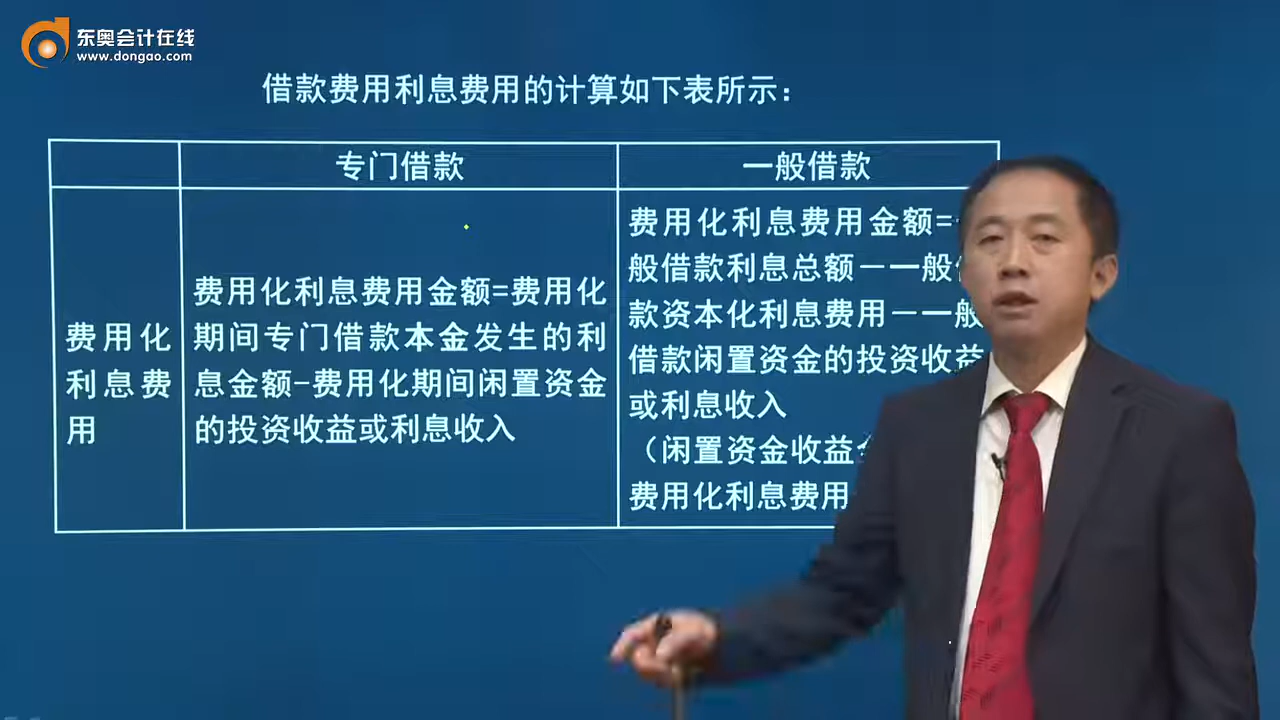 东奥会计在线
www.dongao.com
借款费用利息费用的计算如下表所示：
专门借款
一般借款
费用化
利息费
用
费用化利息费用金额=费用化
期间专门借款本金发生的利
息金额-费用化期间闲置资金
的投资收益或利息收入
费用化利息费用金额=
般借款利息总额－一般
款资本化利息费用－一般
借款闲置资金的投资收益
或利息收入
（闲置资金收益
费用化利息费用